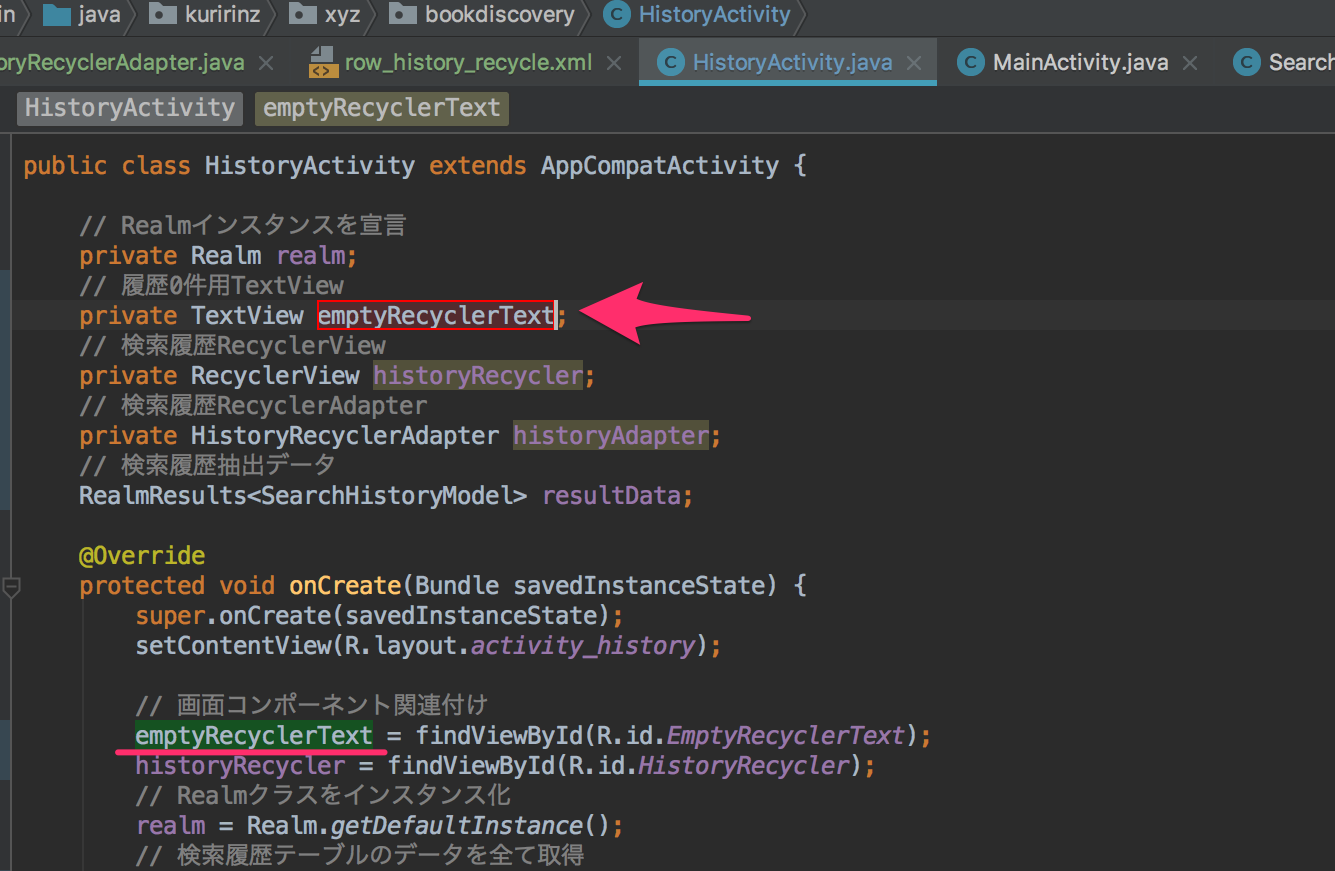 in java kuririnz xyz bookdiscovery C HistoryActivity
oryRecyclerAdapter.java row_history_recycle.xml C HistoryActivity.java C MainActivity.java C Search
HistoryActivity emptyRecyclerText
public class HistoryActivity extends AppCompatActivity {
// Realmインスタンスを宣言
private Realm realm;
// 履歴0件用TextView
private TextView emptyRecyclerText;
// 検索履歴RecyclerView
private RecyclerView historyRecycler;
// 検索履歴RecyclerAdapter
private HistoryRecyclerAdapter historyAdapter;
// 検索履歴抽出データ
RealmResults<SearchHistoryModel> resultData;
@Override
protected void onCreate(Bundle savedInstanceState) {
super.onCreate(savedInstanceState);
setContentView(R.layout.activity_history);
// 画面コンポーネント関連付け
emptyRecyclerText = findViewById(R.id.EmptyRecyclerText);
historyRecycler = findViewById(R.id.HistoryRecycler);
// Realmクラスをインスタンス化
realm = Realm.getDefaultInstance();
// 検索履歴テーブルのデータを全て取得